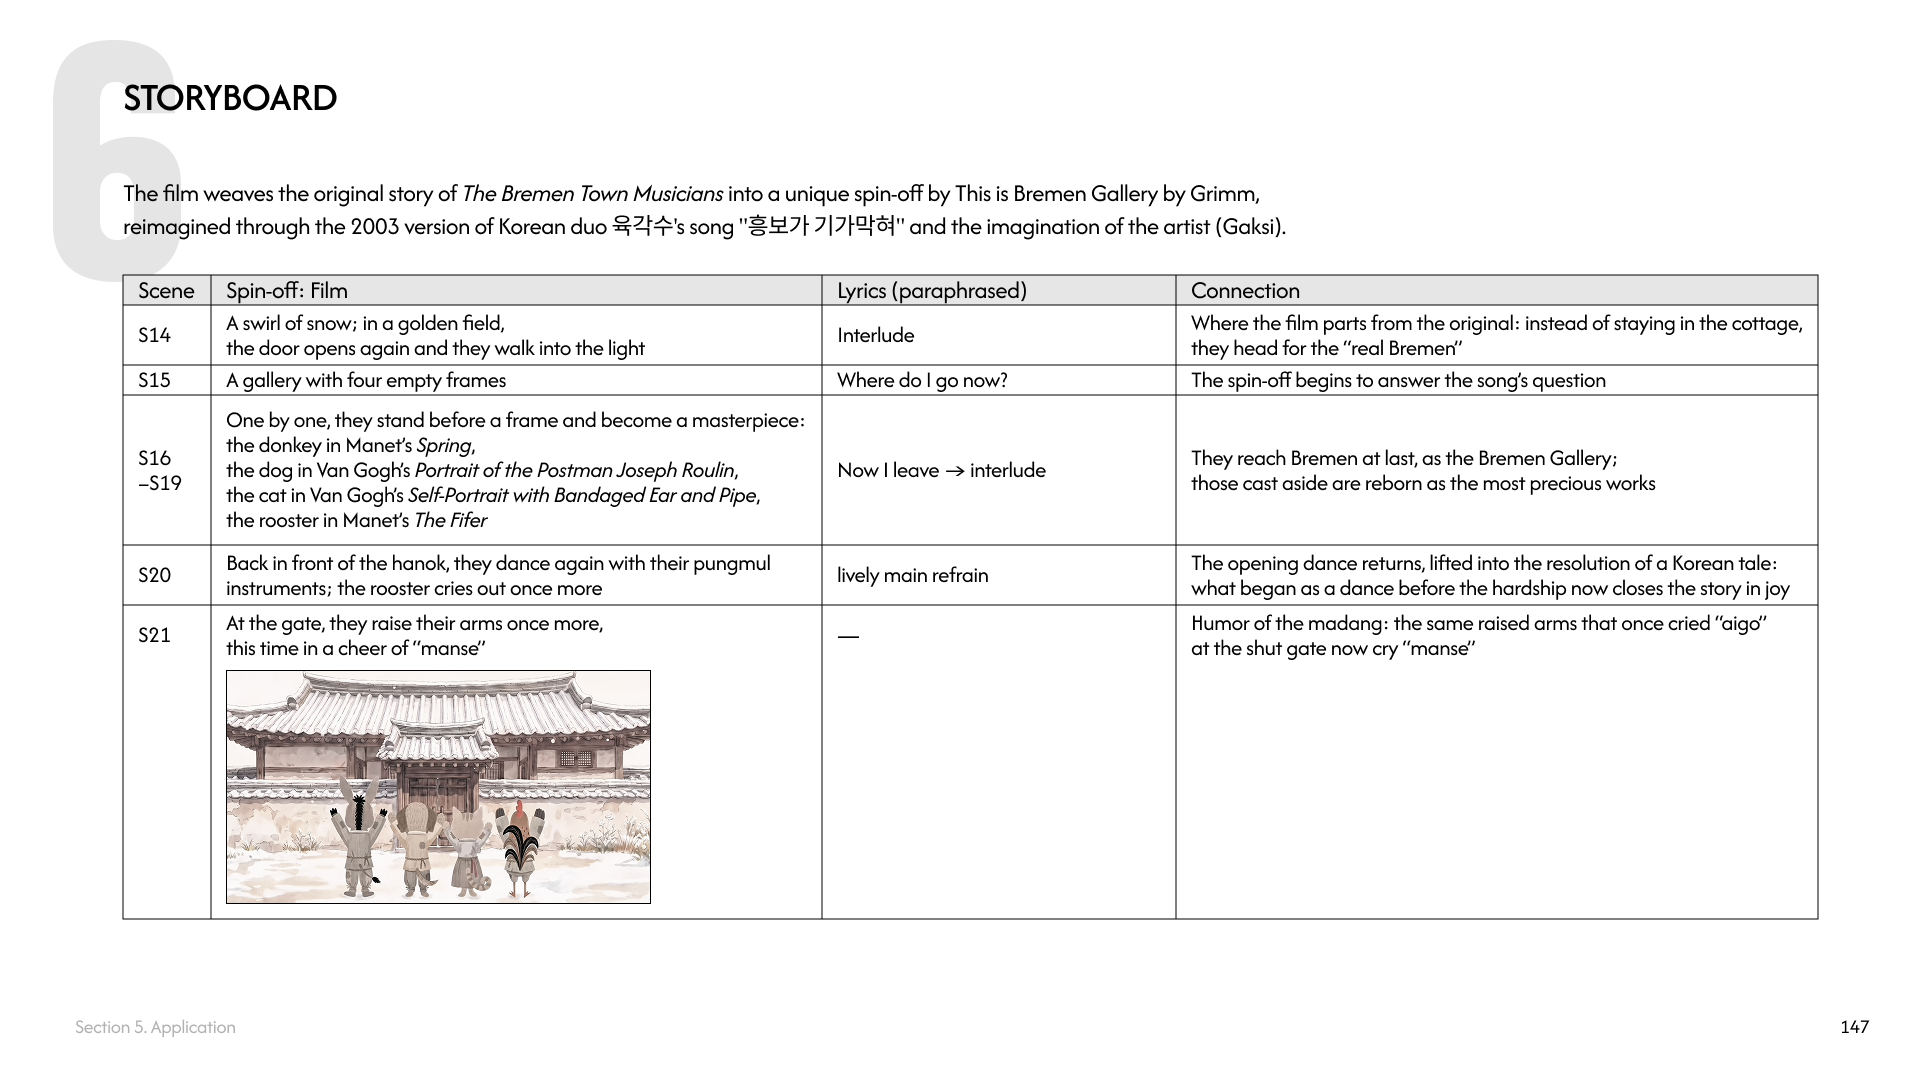 6
STORYBOARD
The film weaves the original story of The Bremen Town Musicians into a unique spin-off by This is Bremen Gallery by Grimm,
reimagined through the 2003 version of Korean duo 육각수's song "흥보가 기가막혀" and the imagination of the artist (Gaksi).
Scene
Spin-off: Film
Lyrics (paraphrased)
Connection
S14
A swirl of snow; in a golden field,
the door opens again and they walk into the light
Interlude
Where the film parts from the original: instead of staying in the cottage,
they head for the “real Bremen”
S15
A gallery with four empty frames
Where do I go now?
The spin-off begins to answer the song’s question
S16
–S19
One by one, they stand before a frame and become a masterpiece:
the donkey in Manet’s Spring,
the dog in Van Gogh’s Portrait of the Postman Joseph Roulin,
the cat in Van Gogh’s Self-Portrait with Bandaged Ear and Pipe,
the rooster in Manet’s The Fifer
Now I leave → interlude
They reach Bremen at last, as the Bremen Gallery;
those cast aside are reborn as the most precious works
S20
Back in front of the hanok, they dance again with their pungmul
instruments; the rooster cries out once more
lively main refrain
The opening dance returns, lifted into the resolution of a Korean tale:
what began as a dance before the hardship now closes the story in joy
S21
At the gate, they raise their arms once more,
this time in a cheer of “manse”
—
Humor of the madang: the same raised arms that once cried “aigo”
at the shut gate now cry “manse”
Section 5. Application
147